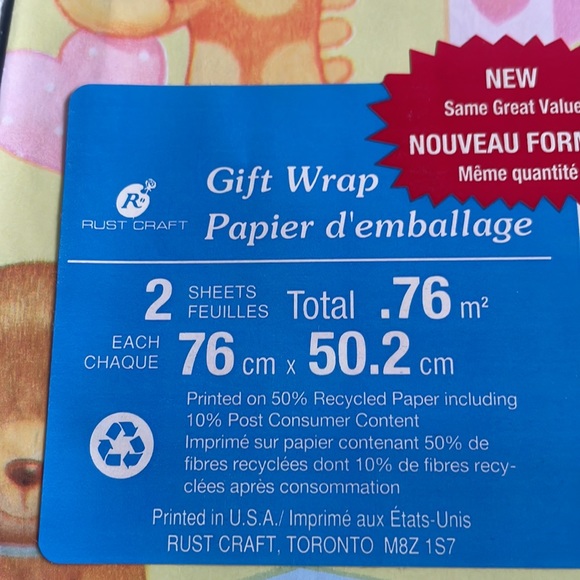 NEW
Same Great Value
NOUVEAU
Même quantité
Gift Wrap
Papier d'emballage
R
RUST CRAFT
2 SHEETS FEUILLES Total .76 m²
EACH CHAQUE 76 cm x 50.2 cm
Printed on 50% Recycled Paper including
10% Post Consumer Content
Imprimé sur papier contenant 50% de
fibres recyclées dont 10% de fibres recy-
clées après consommation
Printed in U.S.A./ Imprimé aux États-Unis
RUST CRAFT, TORONTO M8Z 1S7